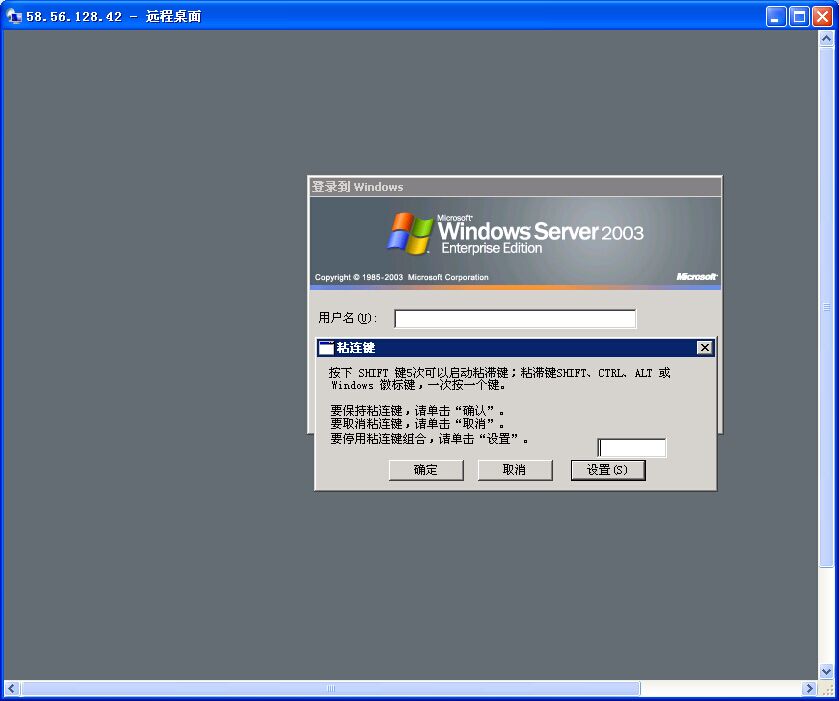 58.56.128.42 - 远程桌面
登录到 Windows
Microsoft
Windows Server 2003
Enterprise Edition
Copyright © 1985-2003 Microsoft Corporation
Microsoft
用户名(U):
粘连键
按下 SHIFT 键5次可以启动粘滞键；粘滞键SHIFT、CTRL、ALT 或
Windows 徽标键，一次按一个键。
要保持粘连键，请单击“确认”。
要取消粘连键，请单击“取消”。
要停用粘连键组合，请单击“设置”。
确定
取消
设置(S)